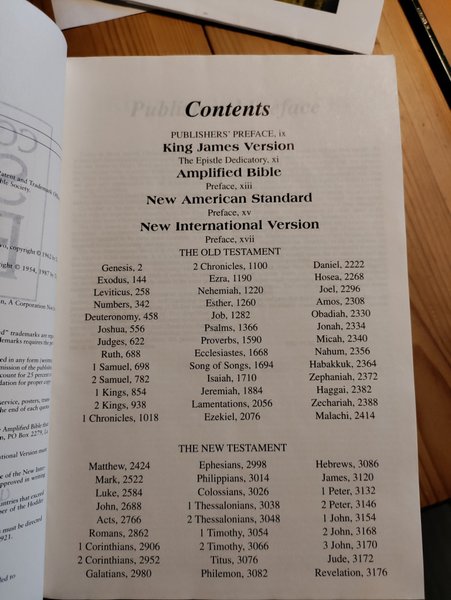 Contents
PUBLISHERS' PREFACE, ix
King James Version
The Epistle Dedicatory, xi
Amplified Bible
Preface, xiii
New American Standard
Preface, xv
New International Version
Preface, xvii
THE OLD TESTAMENT
Genesis, 2
Exodus, 144
Leviticus, 258
Numbers, 342
Deuteronomy, 458
Joshua, 556
Judges, 622
Ruth, 688
1 Samuel, 698
2 Samuel, 782
1 Kings, 854
2 Kings, 938
1 Chronicles, 1018
2 Chronicles, 1100
Ezra, 1190
Nehemiah, 1220
Esther, 1260
Job, 1282
Psalms, 1366
Proverbs, 1590
Ecclesiastes, 1668
Song of Songs, 1694
Isaiah, 1710
Jeremiah, 1884
Lamentations, 2056
Ezekiel, 2076
Daniel, 2222
Hosea, 2268
Joel, 2296
Amos, 2308
Obadiah, 2330
Jonah, 2334
Micah, 2340
Nahum, 2356
Habakkuk, 2364
Zephaniah, 2372
Haggai, 2382
Zechariah, 2388
Malachi, 2414
THE NEW TESTAMENT
Matthew, 2424
Mark, 2522
Luke, 2584
John, 2688
Acts, 2766
Romans, 2862
1 Corinthians, 2906
2 Corinthians, 2952
Galatians, 2980
Ephesians, 2998
Philippians, 3014
Colossians, 3026
1 Thessalonians, 3038
2 Thessalonians, 3048
1 Timothy, 3054
2 Timothy, 3066
Titus, 3076
Philemon, 3082
Hebrews, 3086
James, 3120
1 Peter, 3132
2 Peter, 3146
1 John, 3154
2 John, 3168
3 John, 3170
Jude, 3172
Revelation, 3176